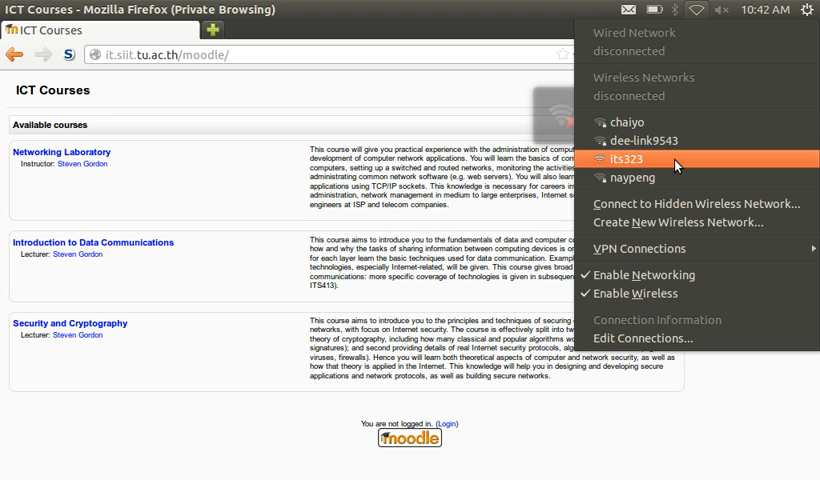 ICT Courses - Mozilla Firefox (Private Browsing)
10:42 AM
ICT Courses
it.siit.tu.ac.th/moodle/
ICT Courses
Available courses
Networking Laboratory
Instructor: Steven Gordon
This course will give you practical experience with the administration of
development of computer network applications. You will learn the basics of
computers, setting up a switched and routed networks, monitoring the activities
administrating common network software (e.g. web servers). You will also
applications using TCP/IP sockets. This knowledge is necessary for careers
administration, network management in medium to large enterprises, Internet
engineers at ISP and telecom companies.
Introduction to Data Communications
Lecturer: Steven Gordon
This course aims to introduce you to the fundamentals of data and computer
how and why the tasks of sharing information between computing devices is
for each layer learn the basic techniques used for data communication.
technologies, especially Internet-related, will be given. This course gives broad
communications: more specific coverage of technologies is given in
ITS413).
Security and Cryptography
Lecturer: Steven Gordon
This course aims to introduce you to the principles and techniques of securing
networks, with focus on Internet security. The course is effectively split into
theory of cryptography, including how many classical and popular algorithms
signatures); and second providing details of real Internet security protocols,
viruses, firewalls). Hence you will learn both theoretical aspects of computer and network security, as well as
how that theory is applied in the Internet. This knowledge will help you in designing and developing secure
applications and network protocols, as well as building secure networks.
You are not logged in. (Login)
moodle
Wired Network
disconnected
Wireless Networks
disconnected
chaiyo
dee-link9543
its323
naypeng
Connect to Hidden Wireless Network...
Create New Wireless Network...
VPN Connections
Enable Networking
Enable Wireless
Connection Information
Edit Connections...